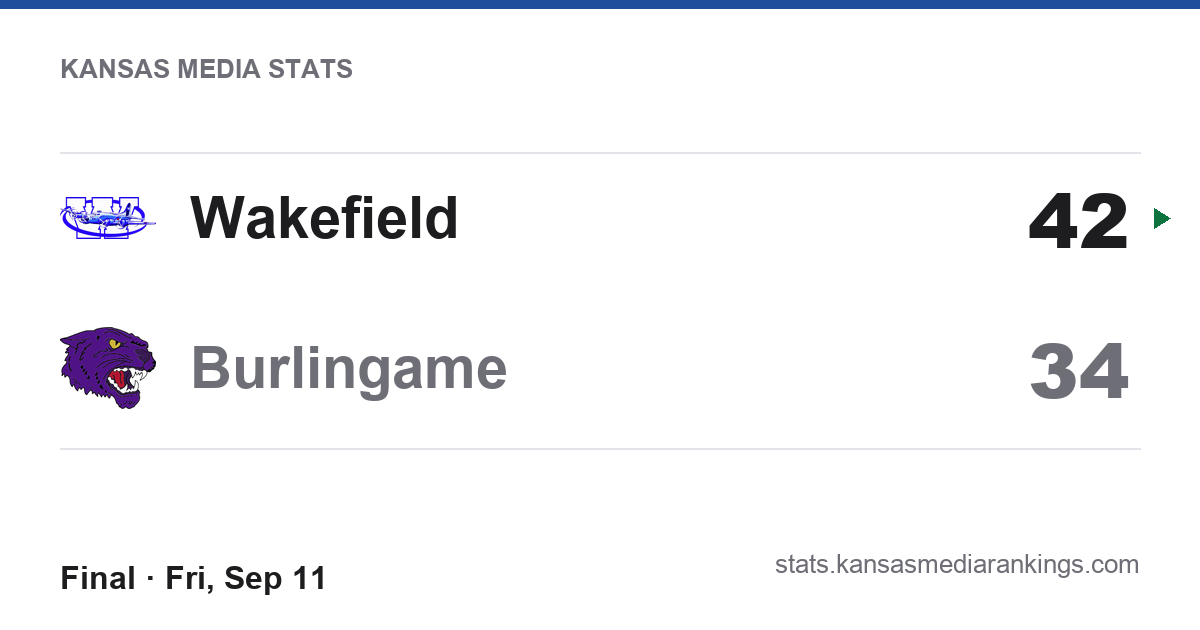 KANSAS MEDIA STATS
Wakefield 42
Burlingame 34
Final · Fri, Sep 11
stats.kansasmediarankings.com